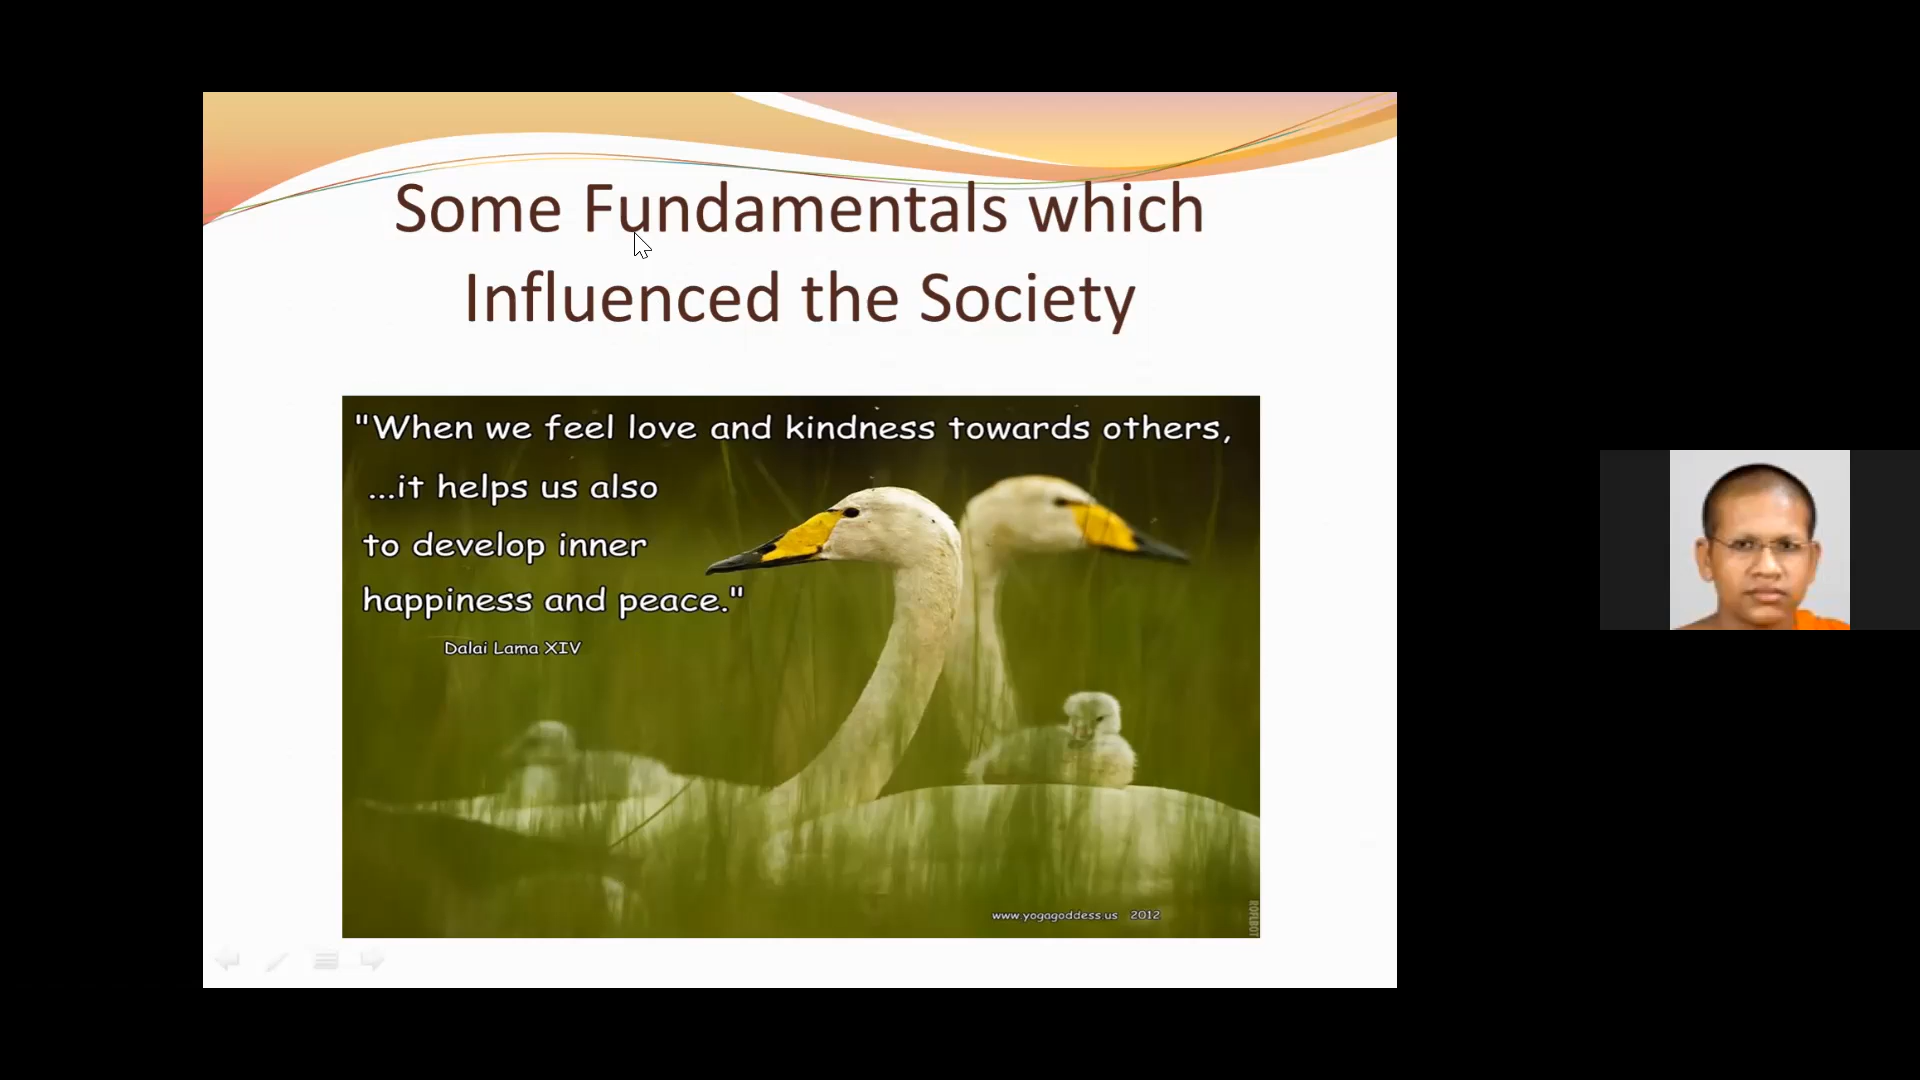 Some Fundamentals which
Influenced the Society
"When we feel love and kindness towards others,
...it helps us also
to develop inner
happiness and peace."
Dalai Lama XIV
www.yogagoddess.us 2012
ROFLBOT